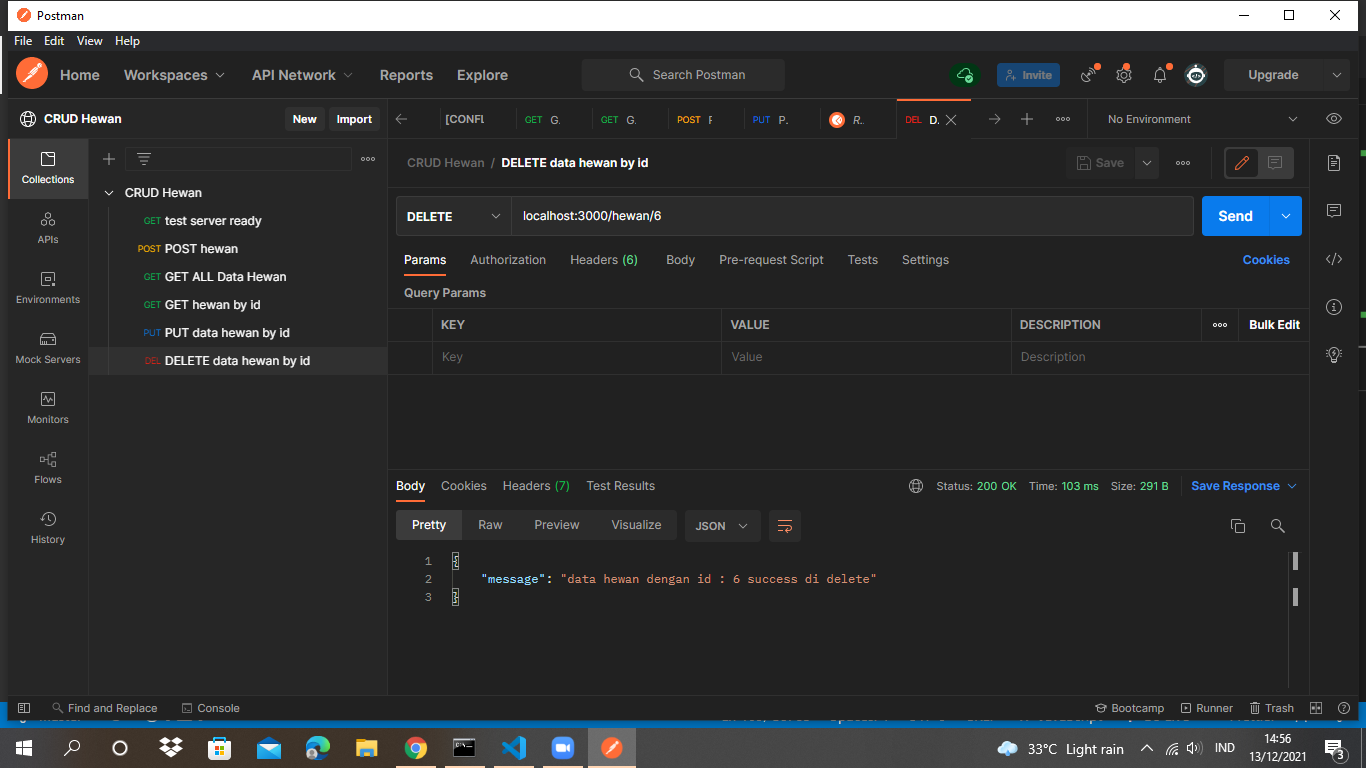 Postman
File Edit View Help
Home Workspaces API Network Reports Explore Search Postman Invite Upgrade
CRUD Hewan New Import [CONFL GET G. GET G. POST F PUT P. R. DEL D. No Environment
CRUD Hewan / DELETE data hewan by id Save
Collections
APIs
Environments
Mock Servers
Monitors
Flows
History
CRUD Hewan
GET test server ready
POST POST hewan
GET GET ALL Data Hewan
GET GET hewan by id
PUT PUT data hewan by id
DEL DELETE data hewan by id
DELETE localhost:3000/hewan/6 Send
Params Authorization Headers (6) Body Pre-request Script Tests Settings Cookies
Query Params
KEY VALUE DESCRIPTION Bulk Edit
Key Value Description
Body Cookies Headers (7) Test Results Status: 200 OK Time: 103 ms Size: 291 B Save Response
Pretty Raw Preview Visualize JSON
1 {
2 "message": "data hewan dengan id : 6 success di delete"
3 }
Find and Replace Console Bootcamp Runner Trash
33°C Light rain IND 14:56
13/12/2021 3